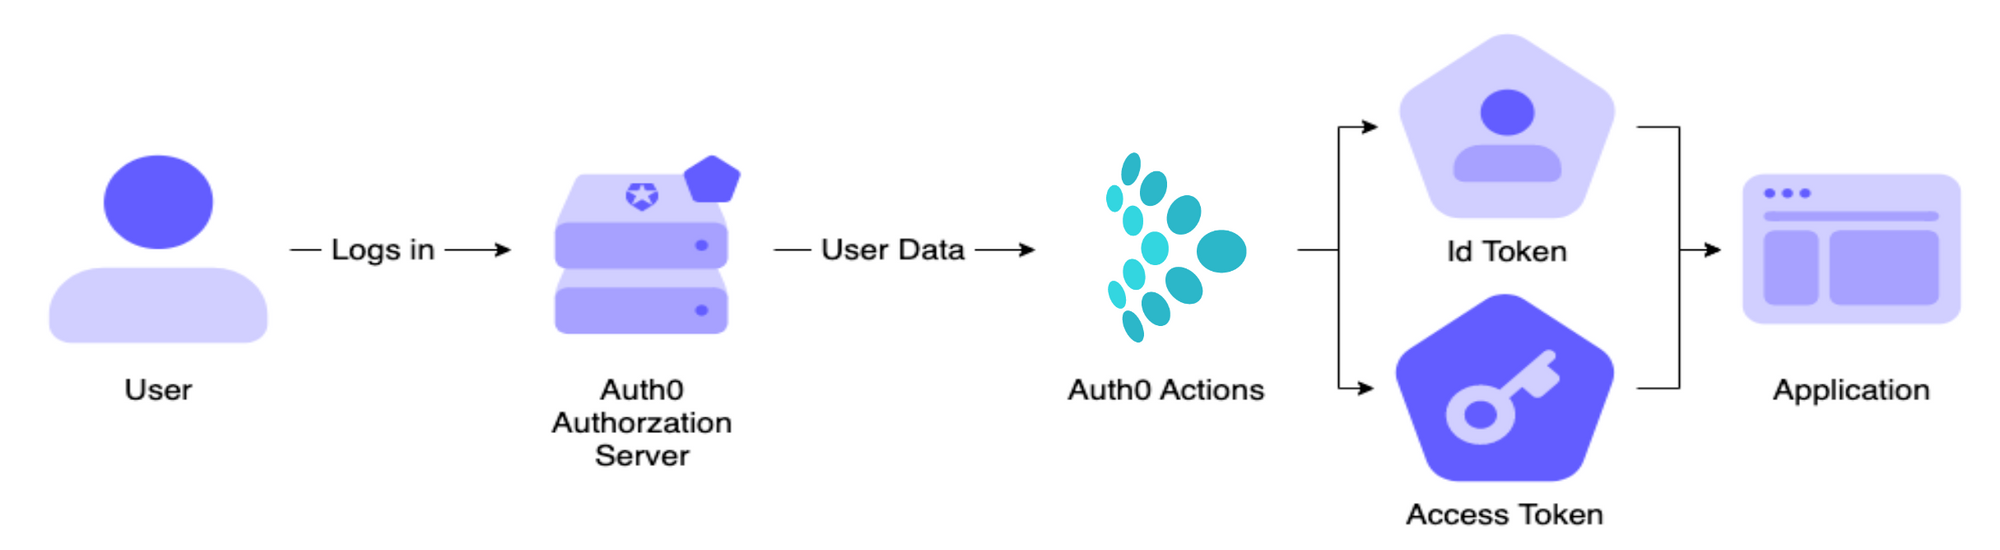 Logs in
User Data
Id Token
User
Auth0
Authorzation
Server
Auth0 Actions
Application
Access Token